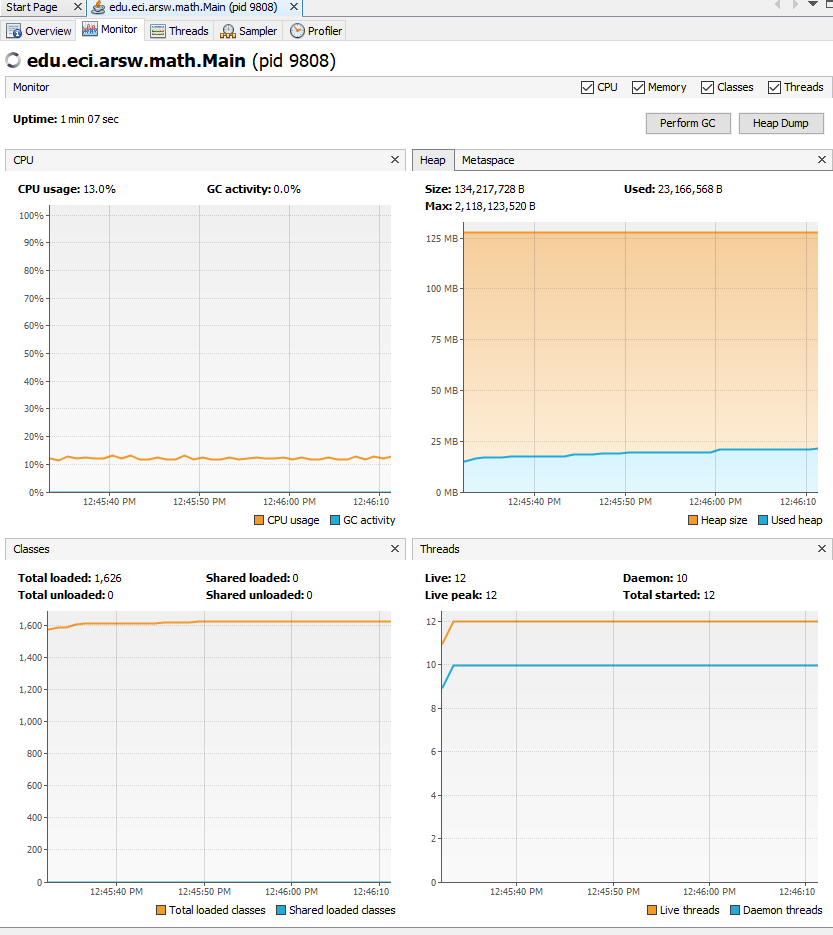 Start Page
edu.eci.arsw.math.Main (pid 9808)
Overview Monitor Threads Sampler Profiler
edu.eci.arsw.math.Main (pid 9808)
Monitor CPU Memory Classes Threads
Uptime: 1 min 07 sec
Perform GC Heap Dump
CPU
CPU usage: 13.0% GC activity: 0.0%
100%
90%
80%
70%
60%
50%
40%
30%
20%
10%
0%
12:45:40 PM 12:45:50 PM 12:46:00 PM 12:46:10
CPU usage GC activity
Heap Metaspace
Size: 134,217,728 B Used: 23,166,568 B
Max: 2,118,123,520 B
125 MB
100 MB
75 MB
50 MB
25 MB
0 MB
12:45:40 PM 12:45:50 PM 12:46:00 PM 12:46:10
Heap size Used heap
Classes
Total loaded: 1,626 Shared loaded: 0
Total unloaded: 0 Shared unloaded: 0
1,600
1,400
1,200
1,000
800
600
400
200
0
12:45:40 PM 12:45:50 PM 12:46:00 PM 12:46:10
Total loaded classes Shared loaded classes
Threads
Live: 12 Daemon: 10
Live peak: 12 Total started: 12
12
10
8
6
4
2
0
12:45:40 PM 12:45:50 PM 12:46:00 PM 12:46:10
Live threads Daemon threads